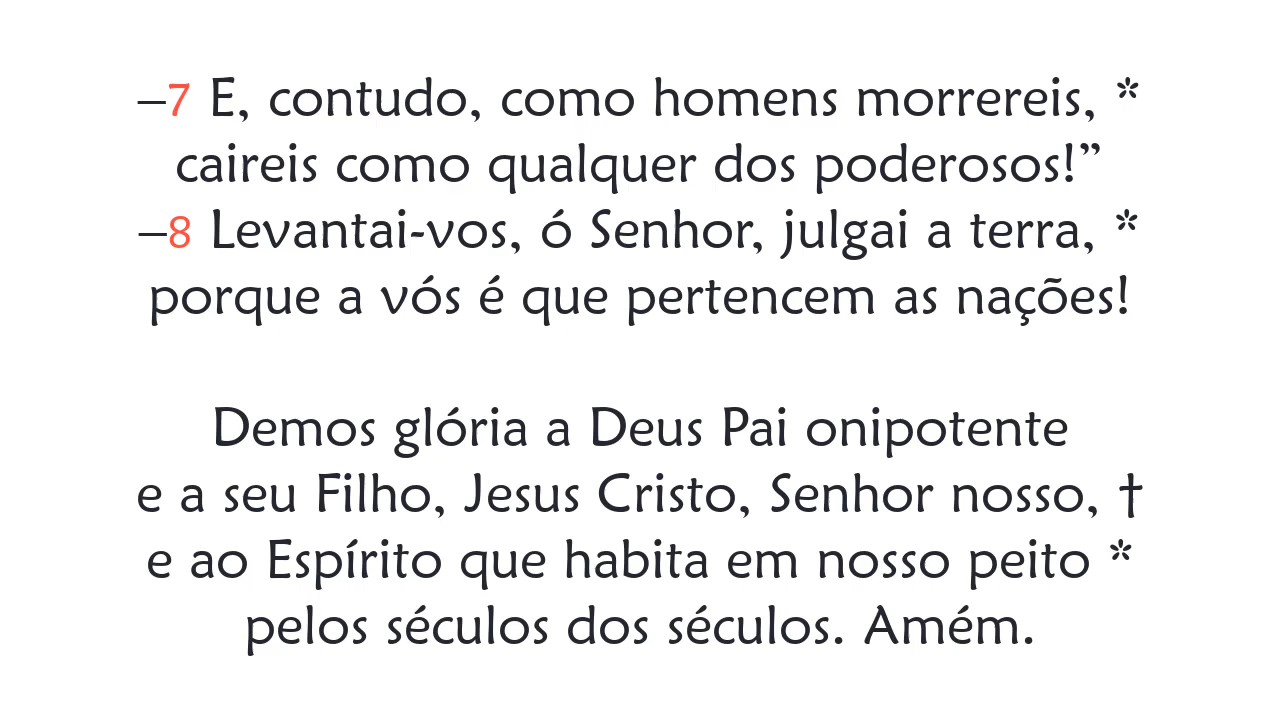 –7 E, contudo, como homens morrereis, *
caireis como qualquer dos poderosos!”
–8 Levantai-vos, ó Senhor, julgai a terra, *
porque a vós é que pertencem as nações!
Demos glória a Deus Pai onipotente
e a seu Filho, Jesus Cristo, Senhor nosso, †
e ao Espírito que habita em nosso peito *
pelos séculos dos séculos. Amém.